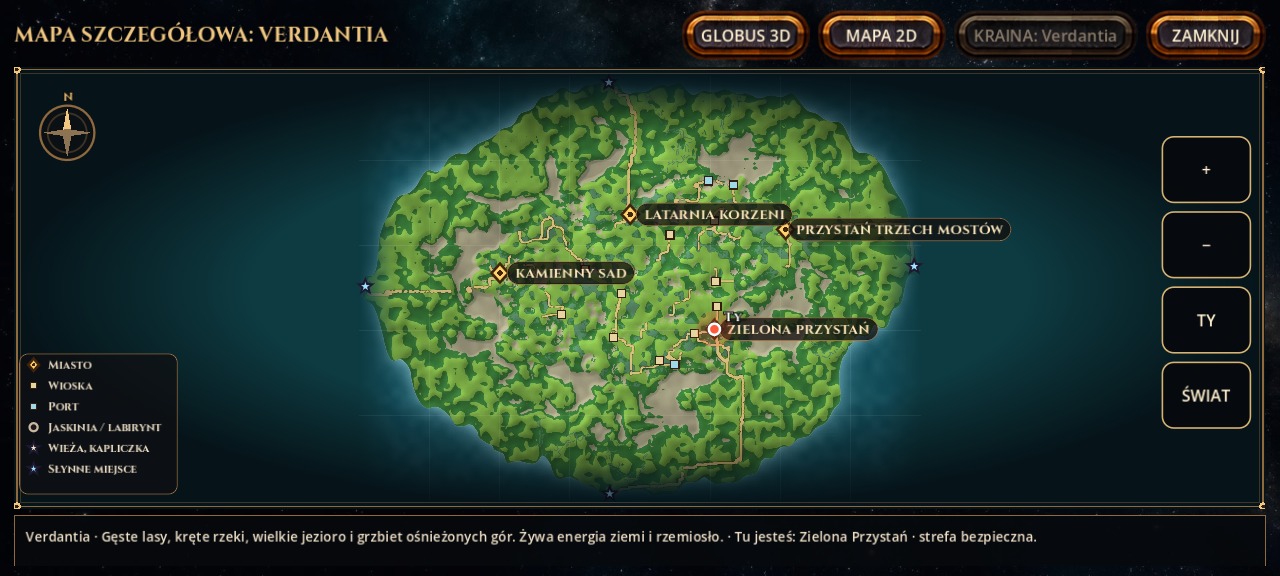 MAPA SZCZEGÓŁOWA: VERDANTIA
GLOBUS 3D
MAPA 2D
KRAINA: Verdantia
ZAMKNIJ
N
LATARNIA KORZENI
PRZYSTAŃ TRZECH MOSTÓW
KAMIENNY SAD
TY
ZIELONA PRZYSTAŃ
+
−
TY
ŚWIAT
MIASTO
WIOSKA
PORT
JASKINIA / LABIRYNT
WIEŻA, KAPLICZKA
SŁYNNE MIEJSCE
Verdantia · Gęste lasy, kręte rzeki, wielkie jezioro i grzbiet ośnieżonych gór. Żywa energia ziemi i rzemiosło. · Tu jesteś: Zielona Przystań · strefa bezpieczna.